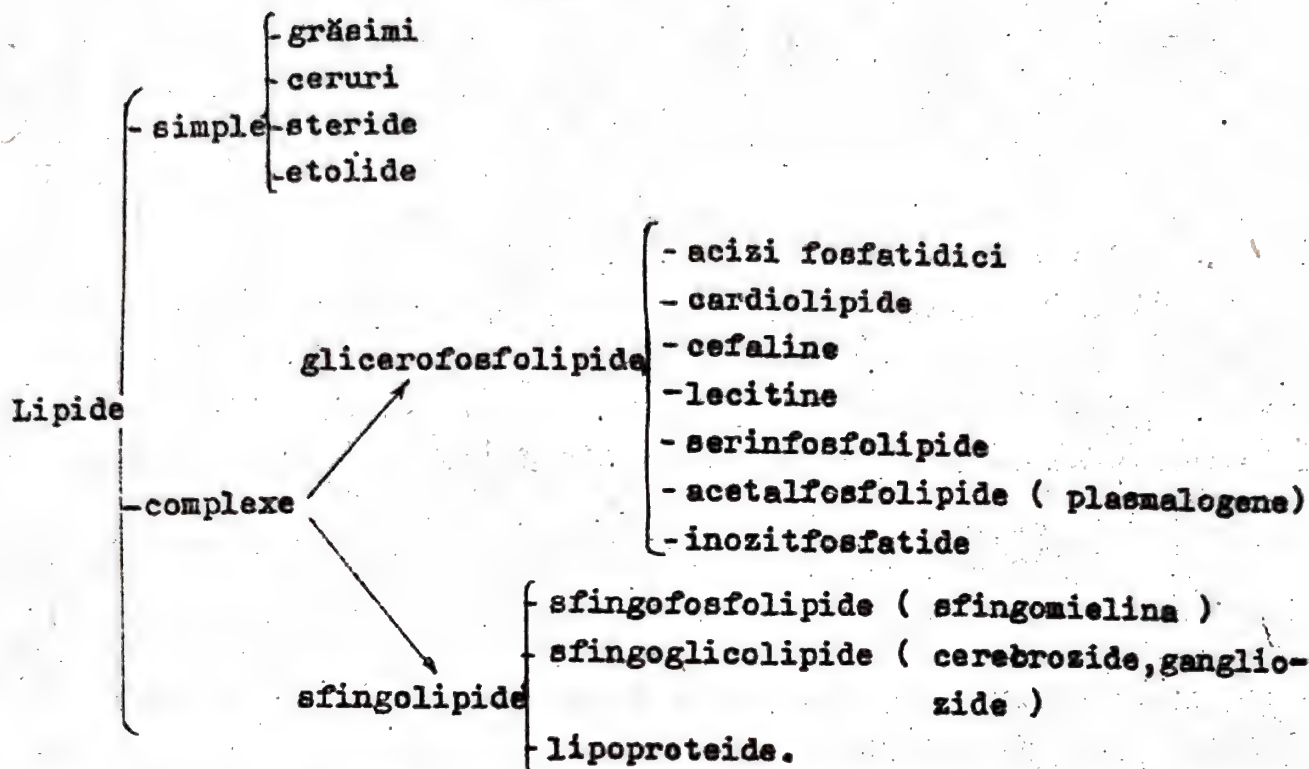 - grăsimi
- ceruri
- simple - steride
- etolide
- acizi fosfatidici
- cardiolipide
- cefaline
glicerofosfolipide
- lecitine
Lipide
- serinfosfolipide
- complexe
- acetalfosfolipide ( plasmalogene)
- inozitfosfatide
- sfingofosfolipide ( sfingomielina )
- sfingoglicolipide ( cerebrozide,ganglio-
zide )
sfingolipide
- lipoproteide.